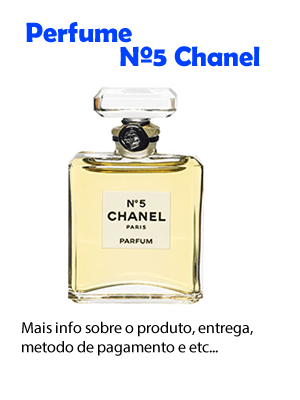 Perfume
Nº5 Chanel
N°5
CHANEL
PARIS
PARFUM
Mais info sobre o produto, entrega,
metodo de pagamento e etc...